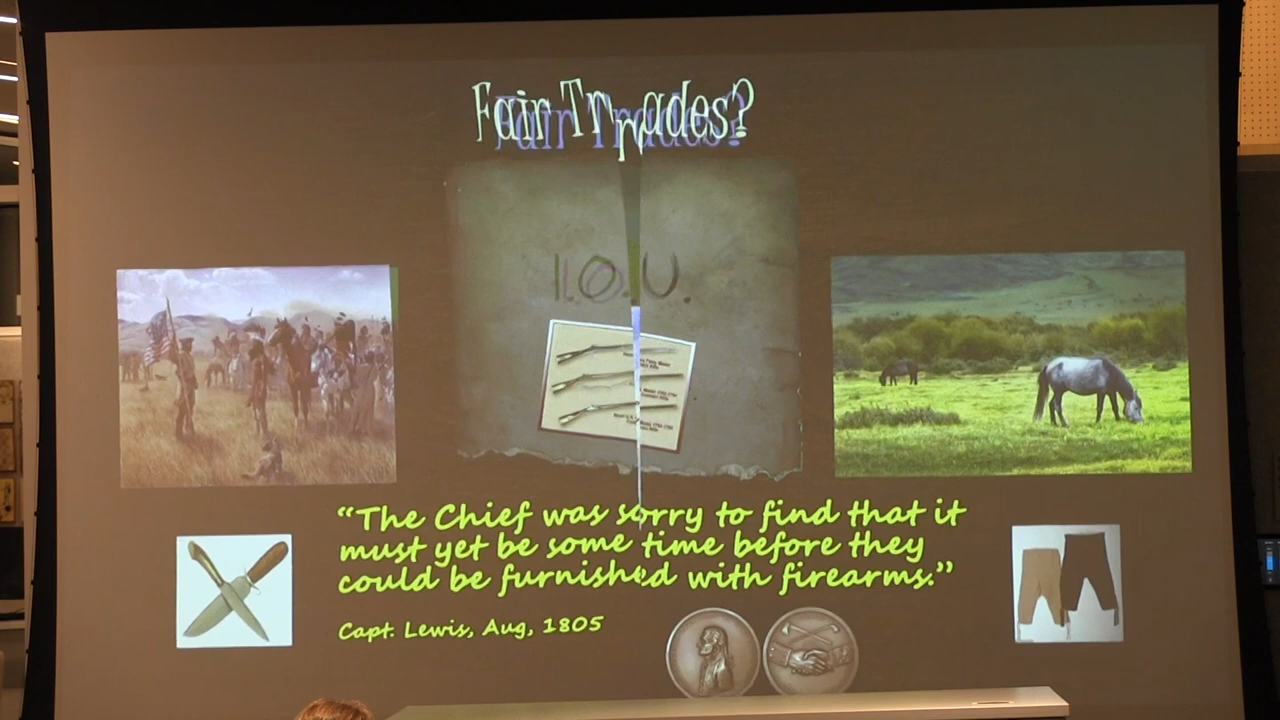 Fair Trades?
I.O.U.
“The Chief was sorry to find that it
must yet be some time before they
could be furnished with firearms.”
Capt. Lewis, Aug, 1805